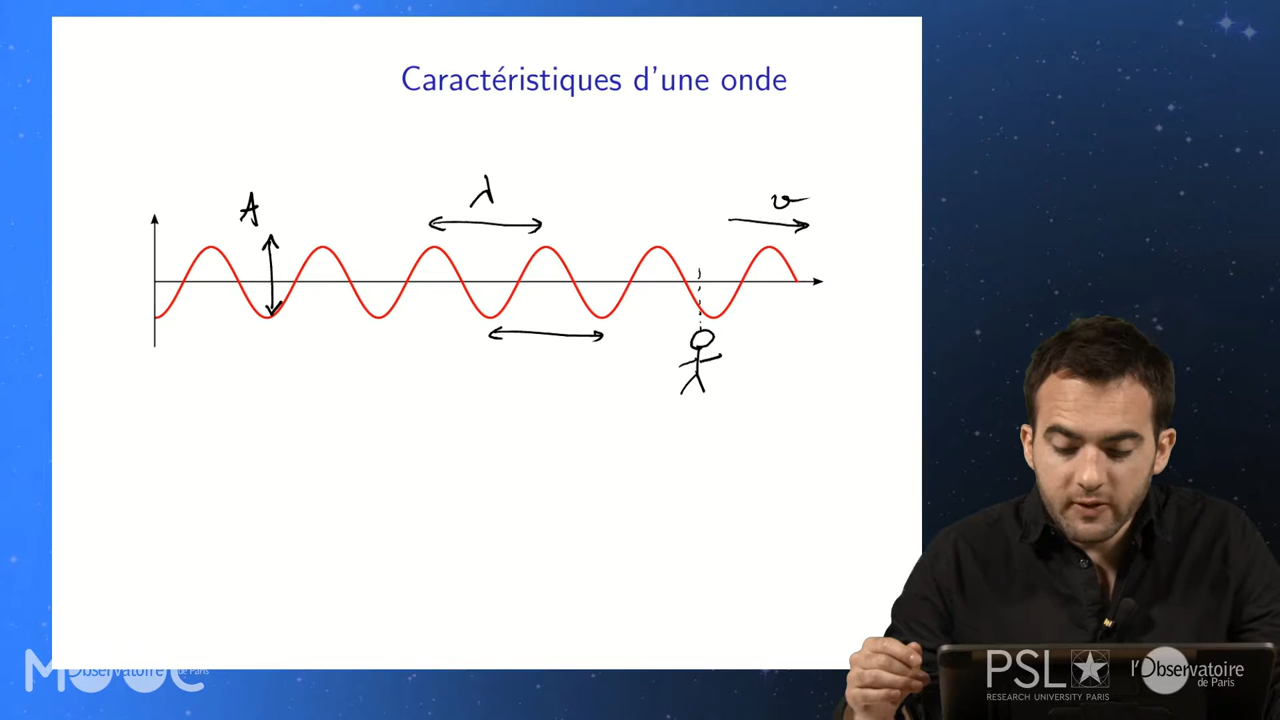 Caractéristiques d'une onde
A
λ
v
MOOC
l'Observatoire
de Paris
PSL
RESEARCH UNIVERSITY PARIS
l'Observatoire
de Paris